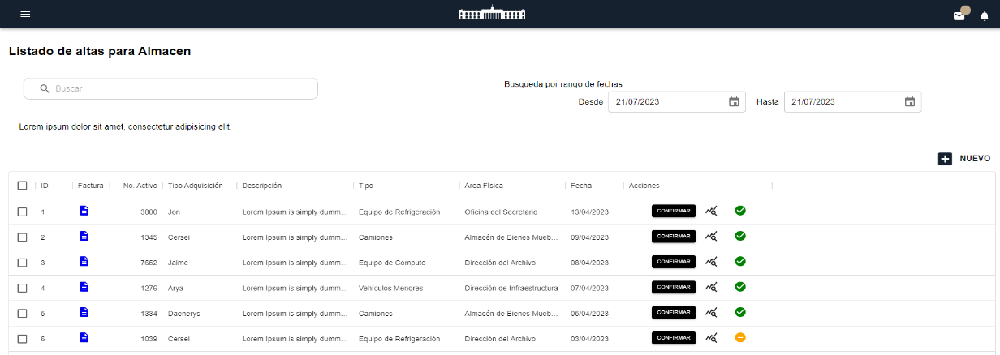 Listado de altas para Almacen
Buscar
Busqueda por rango de fechas
Desde 21/07/2023 Hasta 21/07/2023
Lorem ipsum dolor sit amet, consectetur adipisicing elit.
NUEVO
ID Factura No. Activo Tipo Adquisición Descripción Tipo Área Física Fecha Acciones
1 3800 Jon Lorem Ipsum is simply dumm... Equipo de Refrigeración Oficina del Secretario 13/04/2023 CONFIRMAR
2 1345 Cersei Lorem Ipsum is simply dumm... Camiones Almacén de Bienes Mueb... 09/04/2023 CONFIRMAR
3 7652 Jaime Lorem Ipsum is simply dumm... Equipo de Computo Dirección del Archivo 08/04/2023 CONFIRMAR
4 1276 Arya Lorem Ipsum is simply dumm... Vehículos Menores Dirección de Infraestructura 07/04/2023 CONFIRMAR
5 1334 Daenerys Lorem Ipsum is simply dumm... Camiones Almacén de Bienes Mueb... 05/04/2023 CONFIRMAR
6 1039 Cersei Lorem Ipsum is simply dumm... Equipo de Refrigeración Dirección del Archivo 03/04/2023 CONFIRMAR